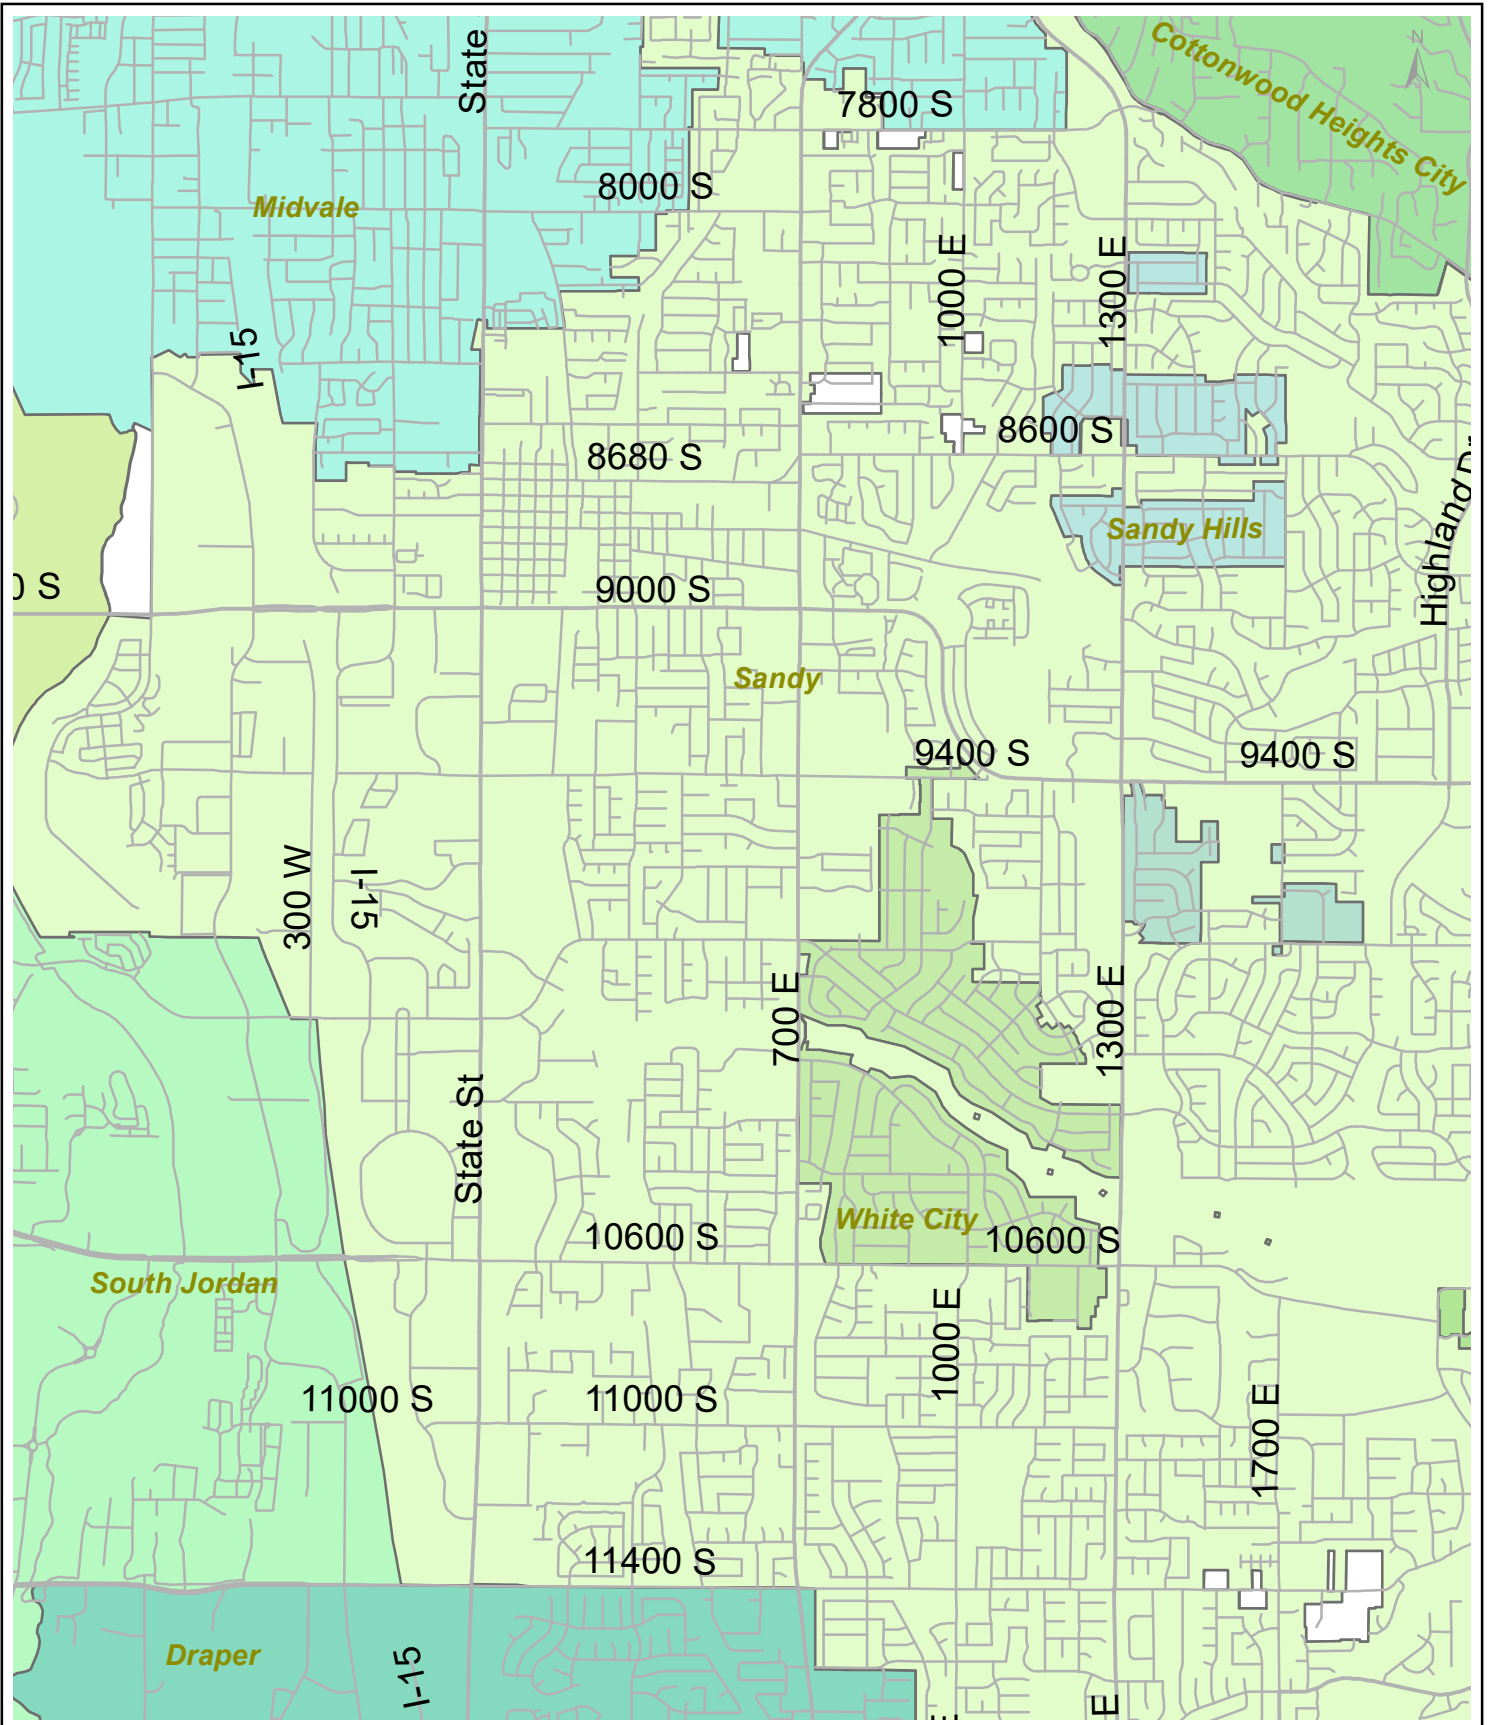 State
Cottonwood Heights City
N
7800 S
8000 S
Midvale
1000 E
1300 E
I-15
8600 S
8680 S
Highland Dr
Sandy Hills
0 S
9000 S
Sandy
9400 S
9400 S
300 W
I-15
700 E
1300 E
State St
White City
10600 S
10600 S
South Jordan
1000 E
11000 S
11000 S
1700 E
11400 S
Draper
I-15
E
E